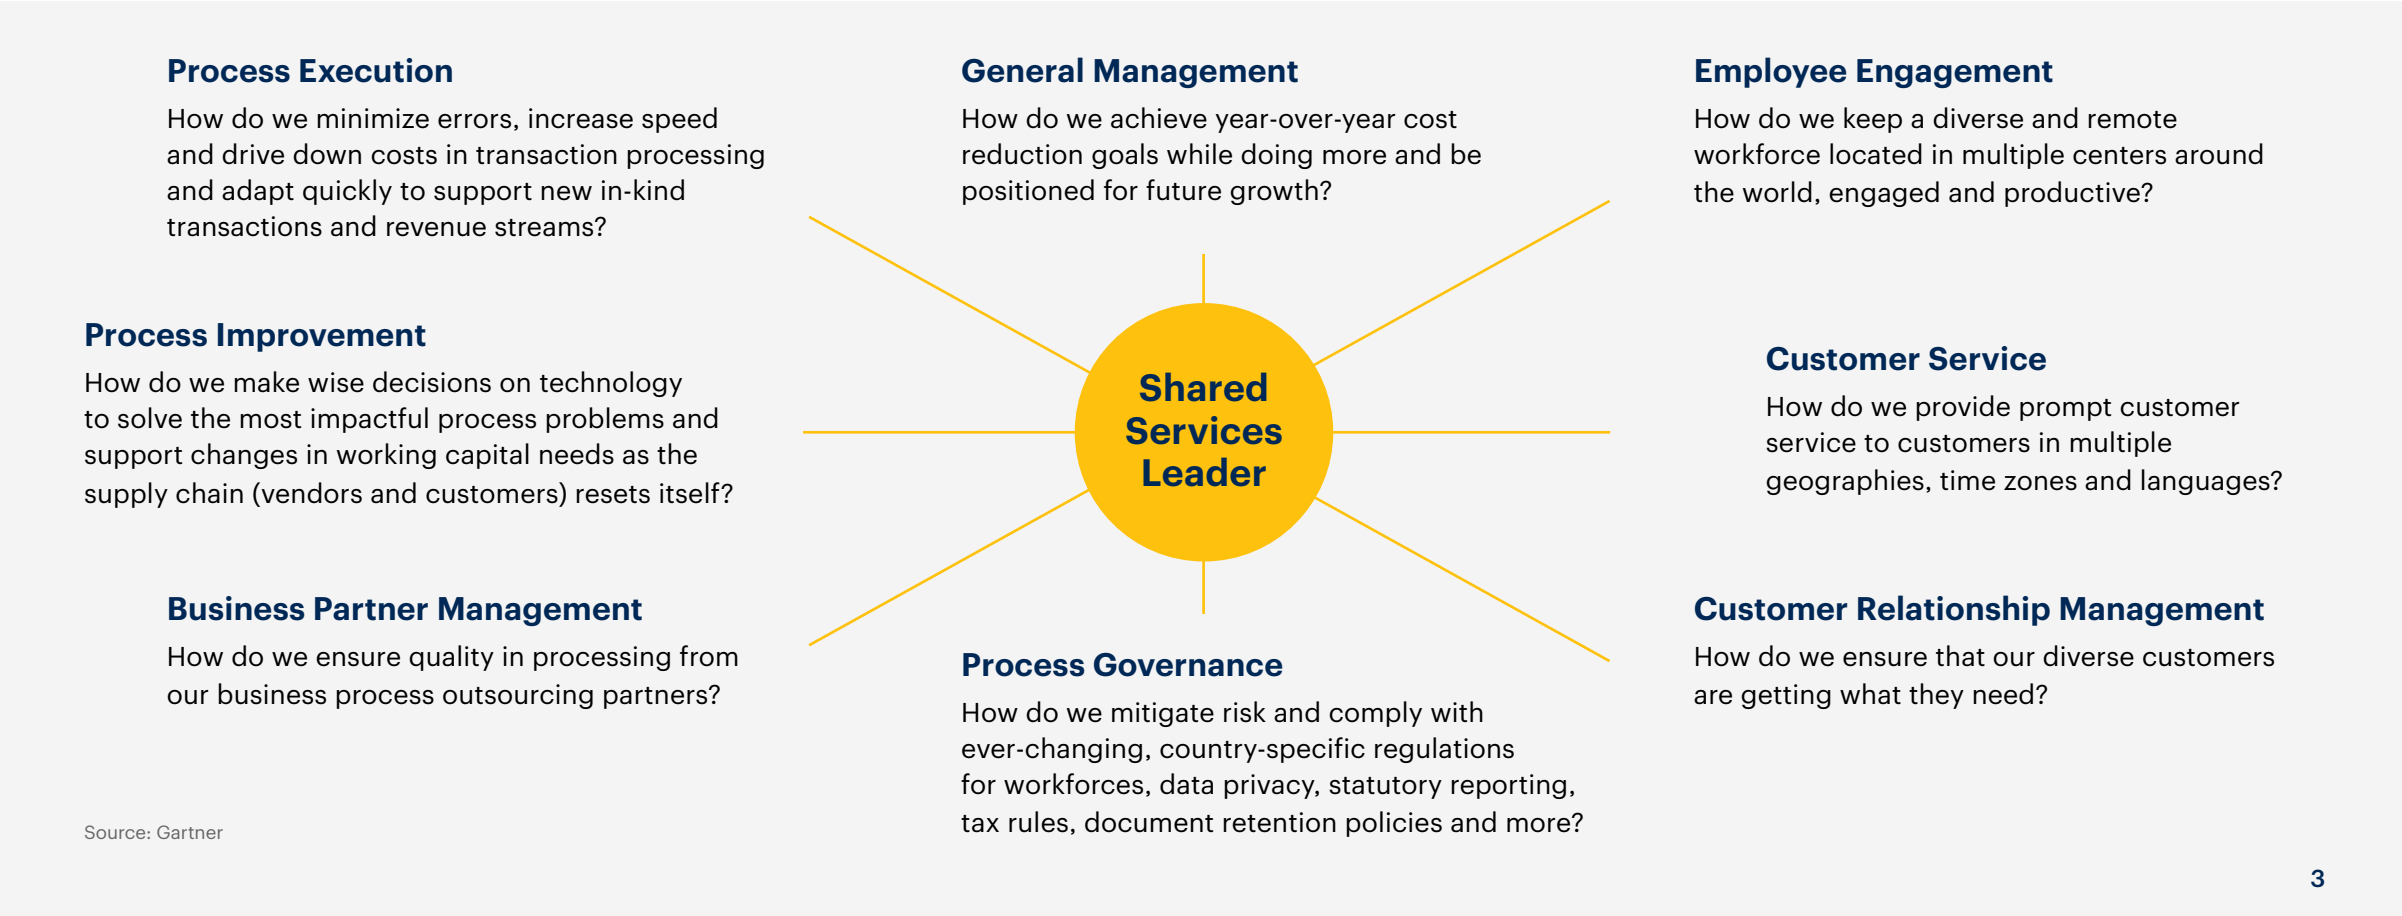 Process Execution
How do we minimize errors, increase speed
and drive down costs in transaction processing
and adapt quickly to support new in-kind
transactions and revenue streams?
General Management
How do we achieve year-over-year cost
reduction goals while doing more and be
positioned for future growth?
Employee Engagement
How do we keep a diverse and remote
workforce located in multiple centers around
the world, engaged and productive?
Process Improvement
How do we make wise decisions on technology
to solve the most impactful process problems and
support changes in working capital needs as the
supply chain (vendors and customers) resets itself?
Shared
Services
Leader
Customer Service
How do we provide prompt customer
service to customers in multiple
geographies, time zones and languages?
Business Partner Management
How do we ensure quality in processing from
our business process outsourcing partners?
Process Governance
How do we mitigate risk and comply with
ever-changing, country-specific regulations
for workforces, data privacy, statutory reporting,
tax rules, document retention policies and more?
Customer Relationship Management
How do we ensure that our diverse customers
are getting what they need?
Source: Gartner
3